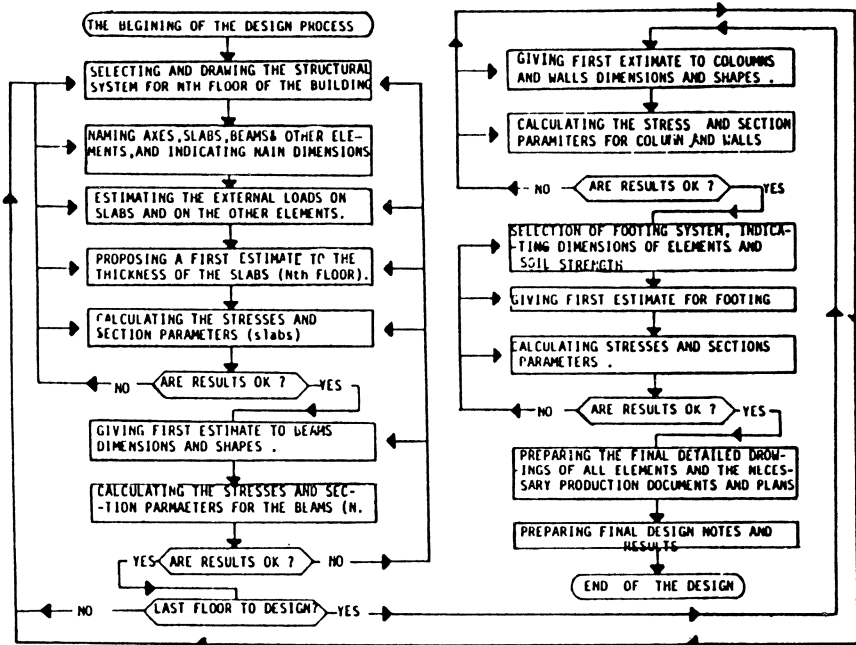 THE BEGINING OF THE DESIGN PROCESS
SELECTING AND DRAWING THE STRUCTURAL
SYSTEM FOR NTH FLOOR OF THE BUILDING
NAMING AXES,SLABS,BEAMS& OTHER ELE-
MENTS,AND INDICATING NAIN DIMENSIONS
ESTIMATING THE EXTERNAL LOADS ON
SLABS AND ON THE OTHER ELEMENTS.
PROPOSING A FIRST ESTIMATE TO THE
THICKNESS OF THE SLABS (Nth FLOOR).
CALCULATING THE STRESSES AND
SECTION PARAMETERS (slabs)
NO
ARE RESULTS OK ?
YES
GIVING FIRST ESTIMATE TO BEAMS
DIMENSIONS AND SHAPES .
CALCULATING THE STRESSES AND SEC-
-TION PARMAETERS FOR THE BEAMS (N.
YES
ARE RESULTS OK ?
NO
NO
LAST FLOOR TO DESIGN?
YES
GIVING FIRST EXTIMATE TO COLOUMNS
AND WALLS DIMENSIONS AND SHAPES .
CALCULATING THE STRESS AND SECTION
PARAMITERS FOR COLUMN AND WALLS
NO
ARE RESULTS OK ?
YES
SELECTION OF FOOTING SYSTEM, INDICA-
-TING DIMENSIONS OF ELEMENTS AND
SOIL STRENGTH
GIVING FIRST ESTIMATE FOR FOOTING
CALCULATING STRESSES AND SECTIONS
PARAMETERS .
NO
ARE RESULTS OK ?
YES
PREPARING THE FINAL DETAILED DROW-
-INGS OF ALL ELEMENTS AND THE NECES-
SARY PRODUCTION DOCUMENTS AND PLANS
PREPARING FINAL DESIGN NOTES AND
RESULTS
END OF THE DESIGN